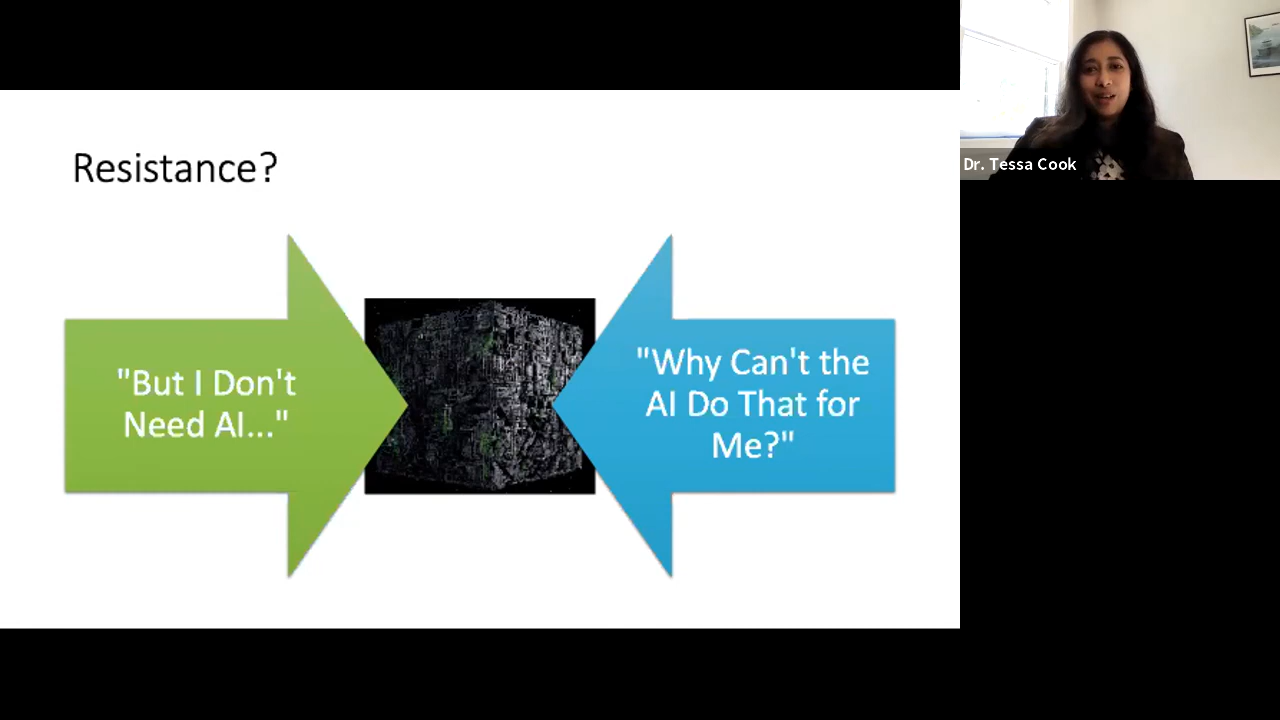 Resistance?
"But I Don't
Need AI..."
"Why Can't the
AI Do That for
Me?"
Dr. Tessa Cook